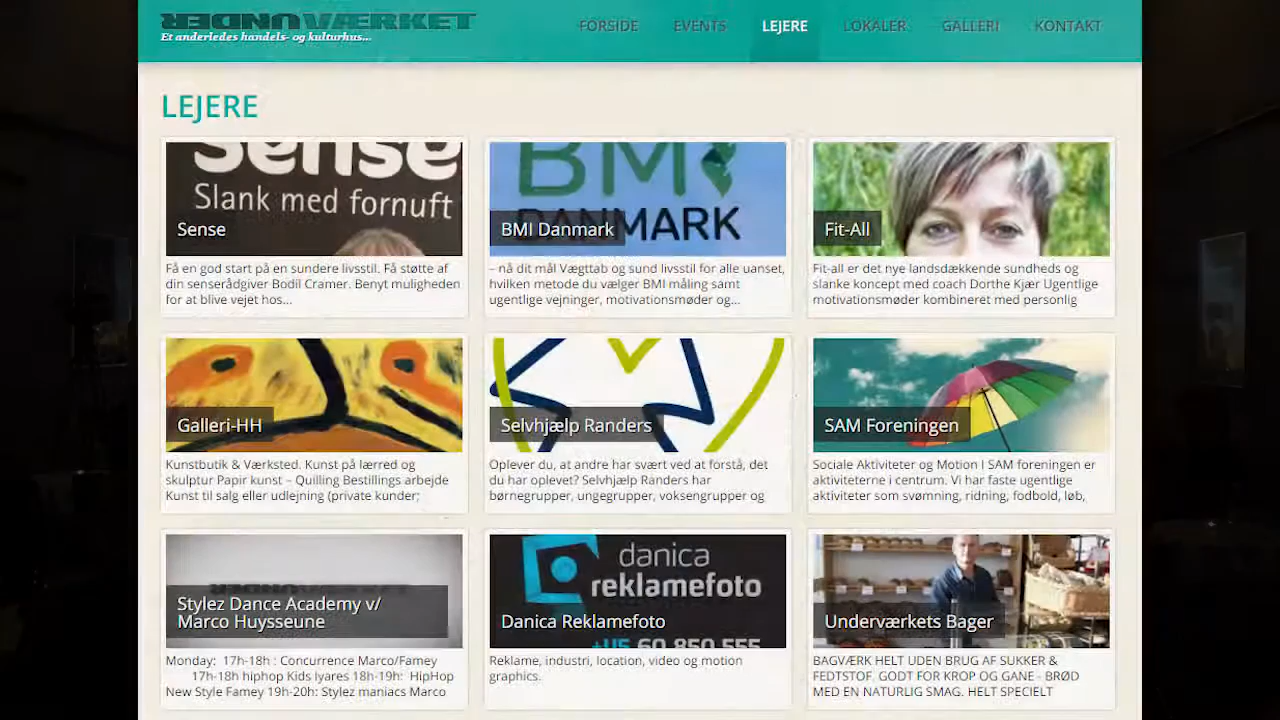 UNDERVÆRKET
Et anderledes handels- og kulturhus...
FORSIDE EVENTS LEJERE LOKALER GALLERI KONTAKT
LEJERE
Sense
Slank med fornuft
Sense
Få en god start på en sundere livsstil. Få støtte af
din senserådgiver Bodil Cramer. Benyt muligheden
for at blive vejet hos...
BMI
DANMARK
BMI Danmark
– nå dit mål Vægttab og sund livsstil for alle uanset,
hvilken metode du vælger BMI måling samt
ugentlige vejninger, motivationsmøder og...
Fit-All
Fit-all er det nye landsdækkende sundheds og
slanke koncept med coach Dorthe Kjær Ugentlige
motivationsmøder kombineret med personlig
Galleri-HH
Kunstbutik & Værksted. Kunst på lærred og
skulptur Papir kunst – Quilling Bestillings arbejde
Kunst til salg eller udlejning (private kunder;
Selvhjælp Randers
Oplever du, at andre har svært ved at forstå, det
du har oplevet? Selvhjælp Randers har
børnegrupper, ungegrupper, voksengrupper og
SAM Foreningen
Sociale Aktiviteter og Motion I SAM foreningen er
aktiviteterne i centrum. Vi har faste ugentlige
aktiviteter som svømning, ridning, fodbold, løb,
UNDERVÆRKET
Stylez Dance Academy v/
Marco Huysseune
Monday: 17h-18h : Concurrence Marco/Famey
17h-18h hiphop Kids lyares 18h-19h: HipHop
New Style Famey 19h-20h: Stylez maniacs Marco
danica
reklamefoto
+45 60 850 555
Danica Reklamefoto
Reklame, industri, location, video og motion
graphics.
Underværkets Bager
BAGVÆRK HELT UDEN BRUG AF SUKKER &
FEDTSTOF. GODT FOR KROP OG GANE - BRØD
MED EN NATURLIG SMAG. HELT SPECIELT